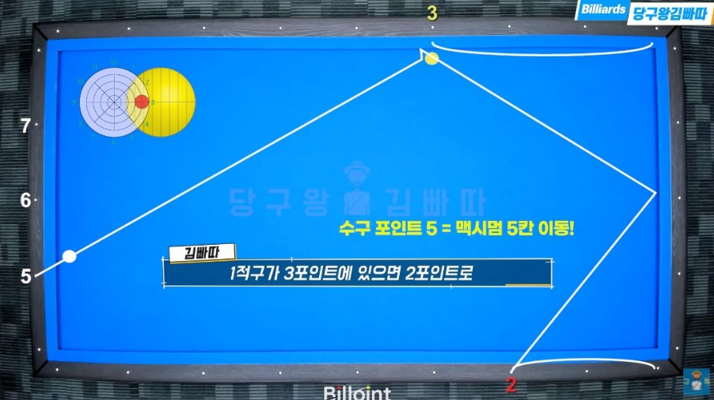 3
Billiards 당구왕김빠따
7
6
당구왕 김빠따
수구 포인트 5 = 맥시멈 5칸 이동!
김빠따
5
1적구가 3포인트에 있으면 2포인트로
2
Billoint